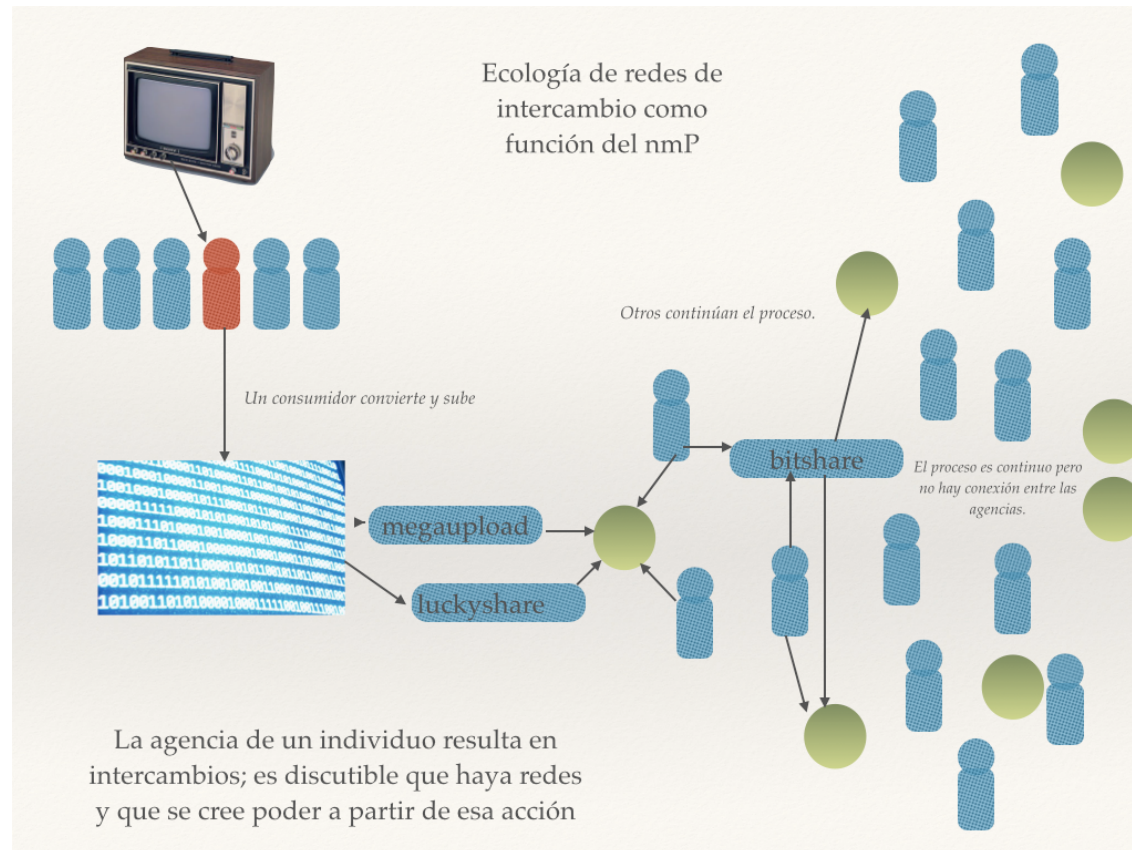 Ecología de redes de
intercambio como
función del nmP
Otros continúan el proceso.
Un consumidor convierte y sube
bitshare
El proceso es continuo pero
no hay conexión entre las
agencias.
megaupload
luckyshare
La agencia de un individuo resulta en
intercambios; es discutible que haya redes
y que se cree poder a partir de esa acción